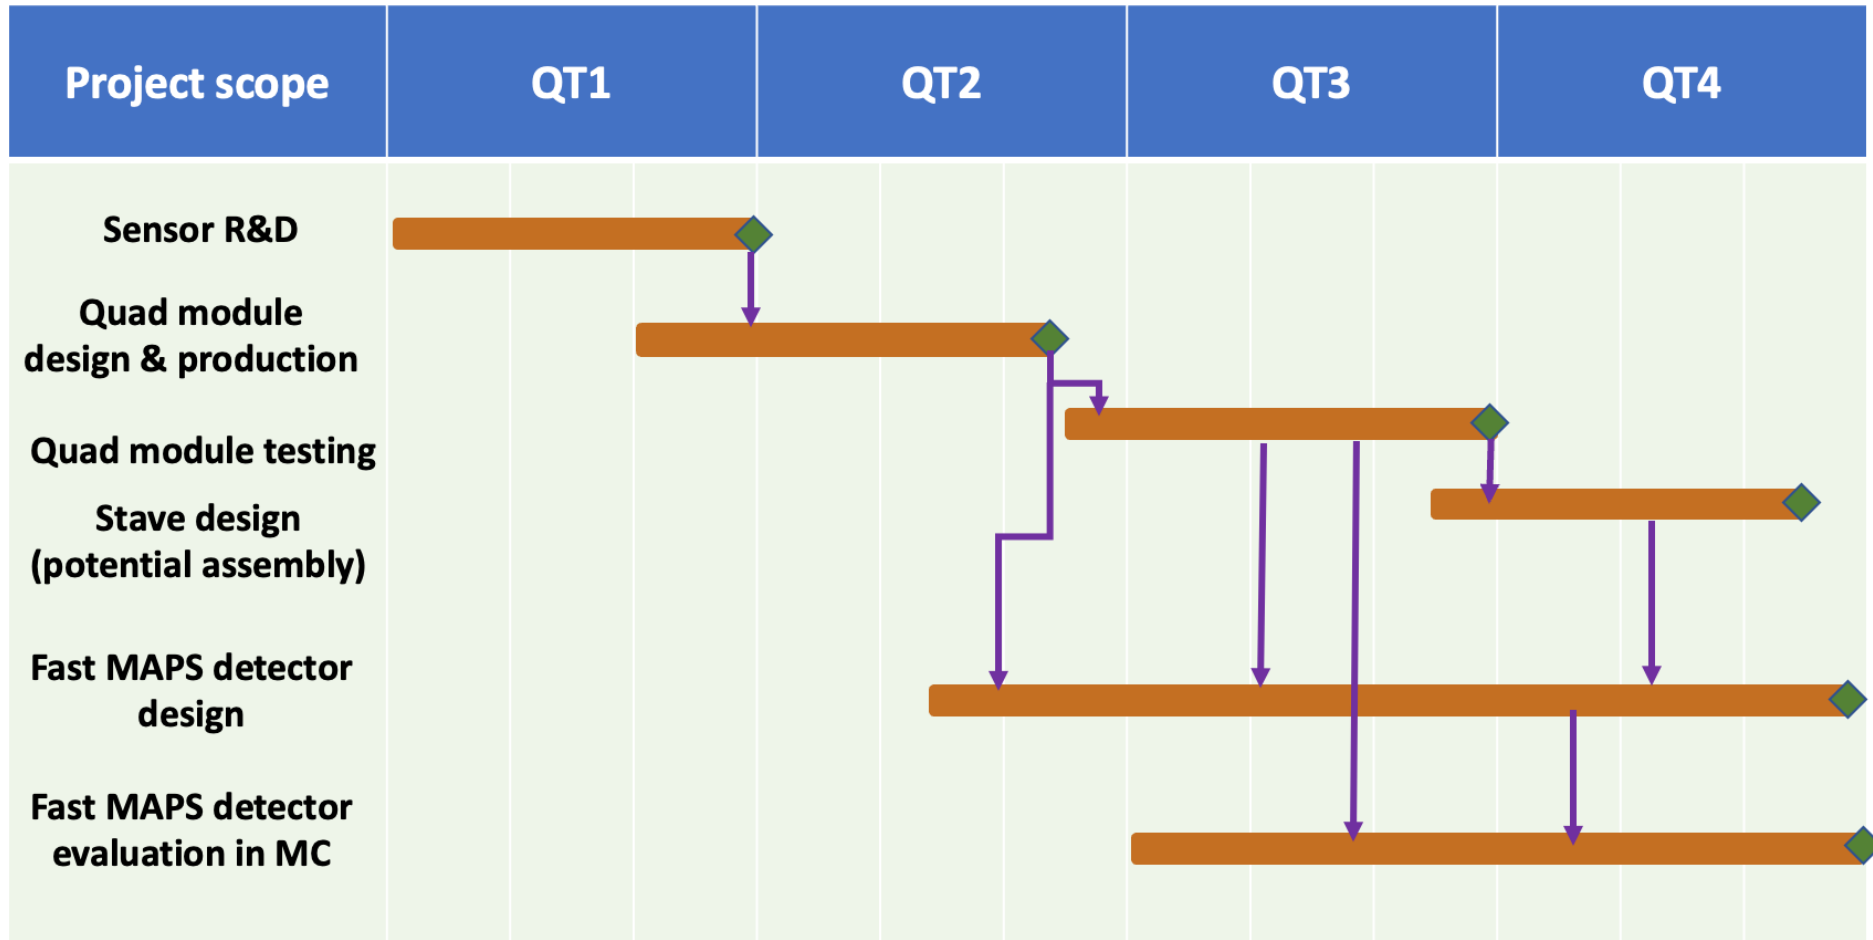 Project scope
QT1
QT2
QT3
QT4
Sensor R&D
Quad module
design & production
Quad module testing
Stave design
(potential assembly)
Fast MAPS detector
design
Fast MAPS detector
evaluation in MC